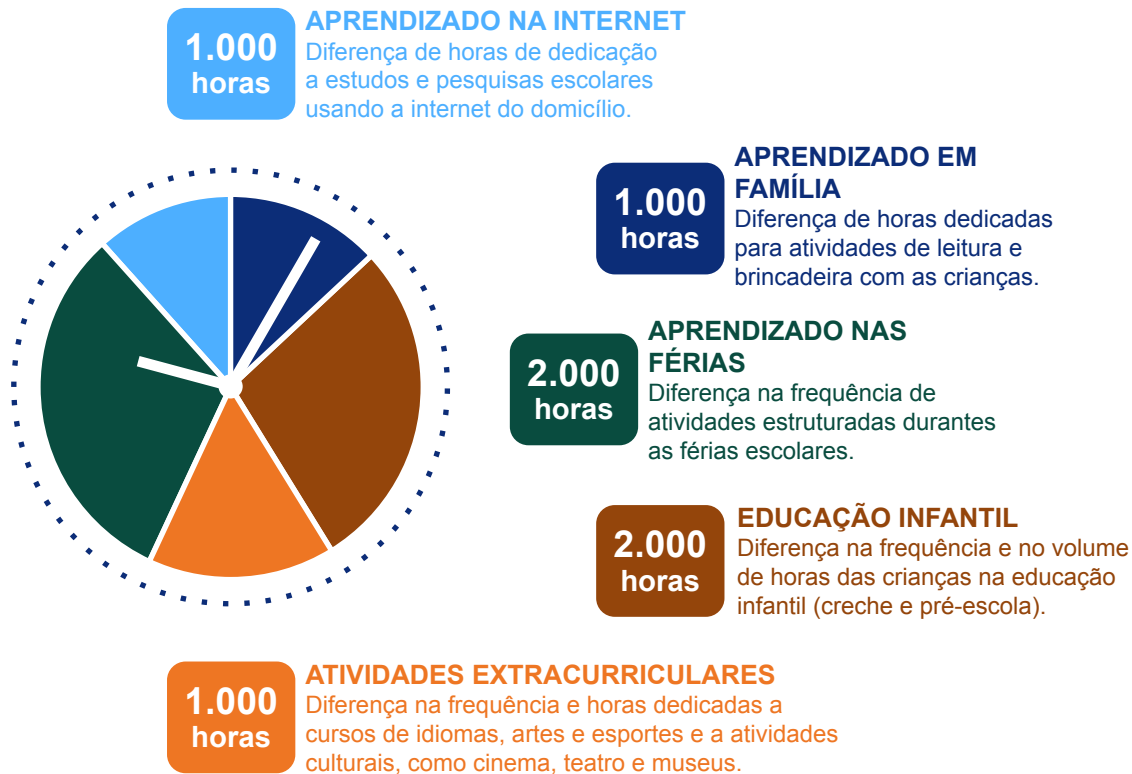 1.000
horas
APRENDIZADO NA INTERNET
Diferença de horas de dedicação
a estudos e pesquisas escolares
usando a internet do domicílio.
1.000
horas
APRENDIZADO EM
FAMÍLIA
Diferença de horas dedicadas
para atividades de leitura e
brincadeira com as crianças.
2.000
horas
APRENDIZADO NAS
FÉRIAS
Diferença na frequência de
atividades estruturadas durantes
as férias escolares.
2.000
horas
EDUCAÇÃO INFANTIL
Diferença na frequência e no volume
de horas das crianças na educação
infantil (creche e pré-escola).
1.000
horas
ATIVIDADES EXTRACURRICULARES
Diferença na frequência e horas dedicadas a
cursos de idiomas, artes e esportes e a atividades
culturais, como cinema, teatro e museus.